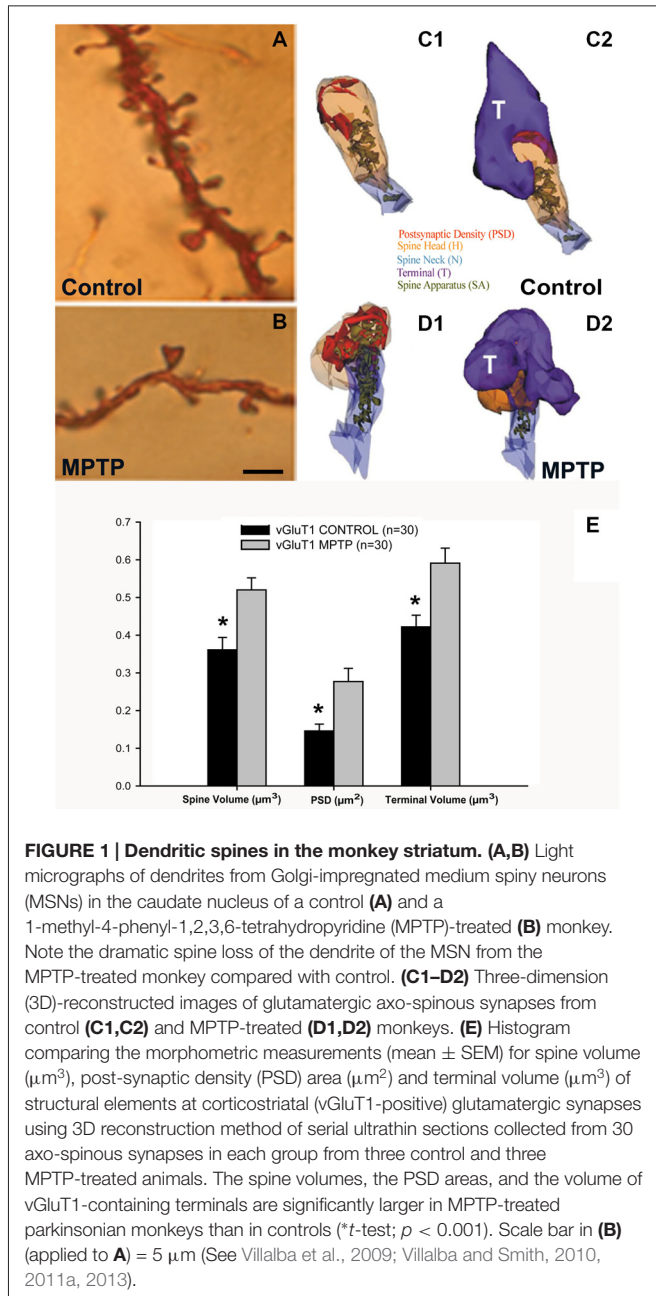 A
C1
C2
T
Postsynaptic Density (PSD)
Spine Head (H)
Spine Neck (N)
Terminal (T)
Spine Apparatus (SA)
Control
Control
B
D1
D2
T
MPTP
MPTP
E
vGluT1 CONTROL (n=30)
vGluT1 MPTP (n=30)
0.7
0.6
0.5
0.4
0.3
0.2
0.1
0.0
*
*
*
Spine Volume (µm³)
PSD (µm²)
Terminal Volume (µm³)
FIGURE 1 | Dendritic spines in the monkey striatum. (A,B) Light
micrographs of dendrites from Golgi-impregnated medium spiny neurons
(MSNs) in the caudate nucleus of a control (A) and a
1-methyl-4-phenyl-1,2,3,6-tetrahydropyridine (MPTP)-treated (B) monkey.
Note the dramatic spine loss of the dendrite of the MSN from the
MPTP-treated monkey compared with control. (C1–D2) Three-dimension
(3D)-reconstructed images of glutamatergic axo-spinous synapses from
control (C1,C2) and MPTP-treated (D1,D2) monkeys. (E) Histogram
comparing the morphometric measurements (mean ± SEM) for spine volume
(µm³), post-synaptic density (PSD) area (µm²) and terminal volume (µm³) of
structural elements at corticostriatal (vGluT1-positive) glutamatergic synapses
using 3D reconstruction method of serial ultrathin sections collected from 30
axo-spinous synapses in each group from three control and three
MPTP-treated animals. The spine volumes, the PSD areas, and the volume of
vGluT1-containing terminals are significantly larger in MPTP-treated
parkinsonian monkeys than in controls (*t-test; p < 0.001). Scale bar in (B)
(applied to A) = 5 µm (See Villalba et al., 2009; Villalba and Smith, 2010,
2011a, 2013).